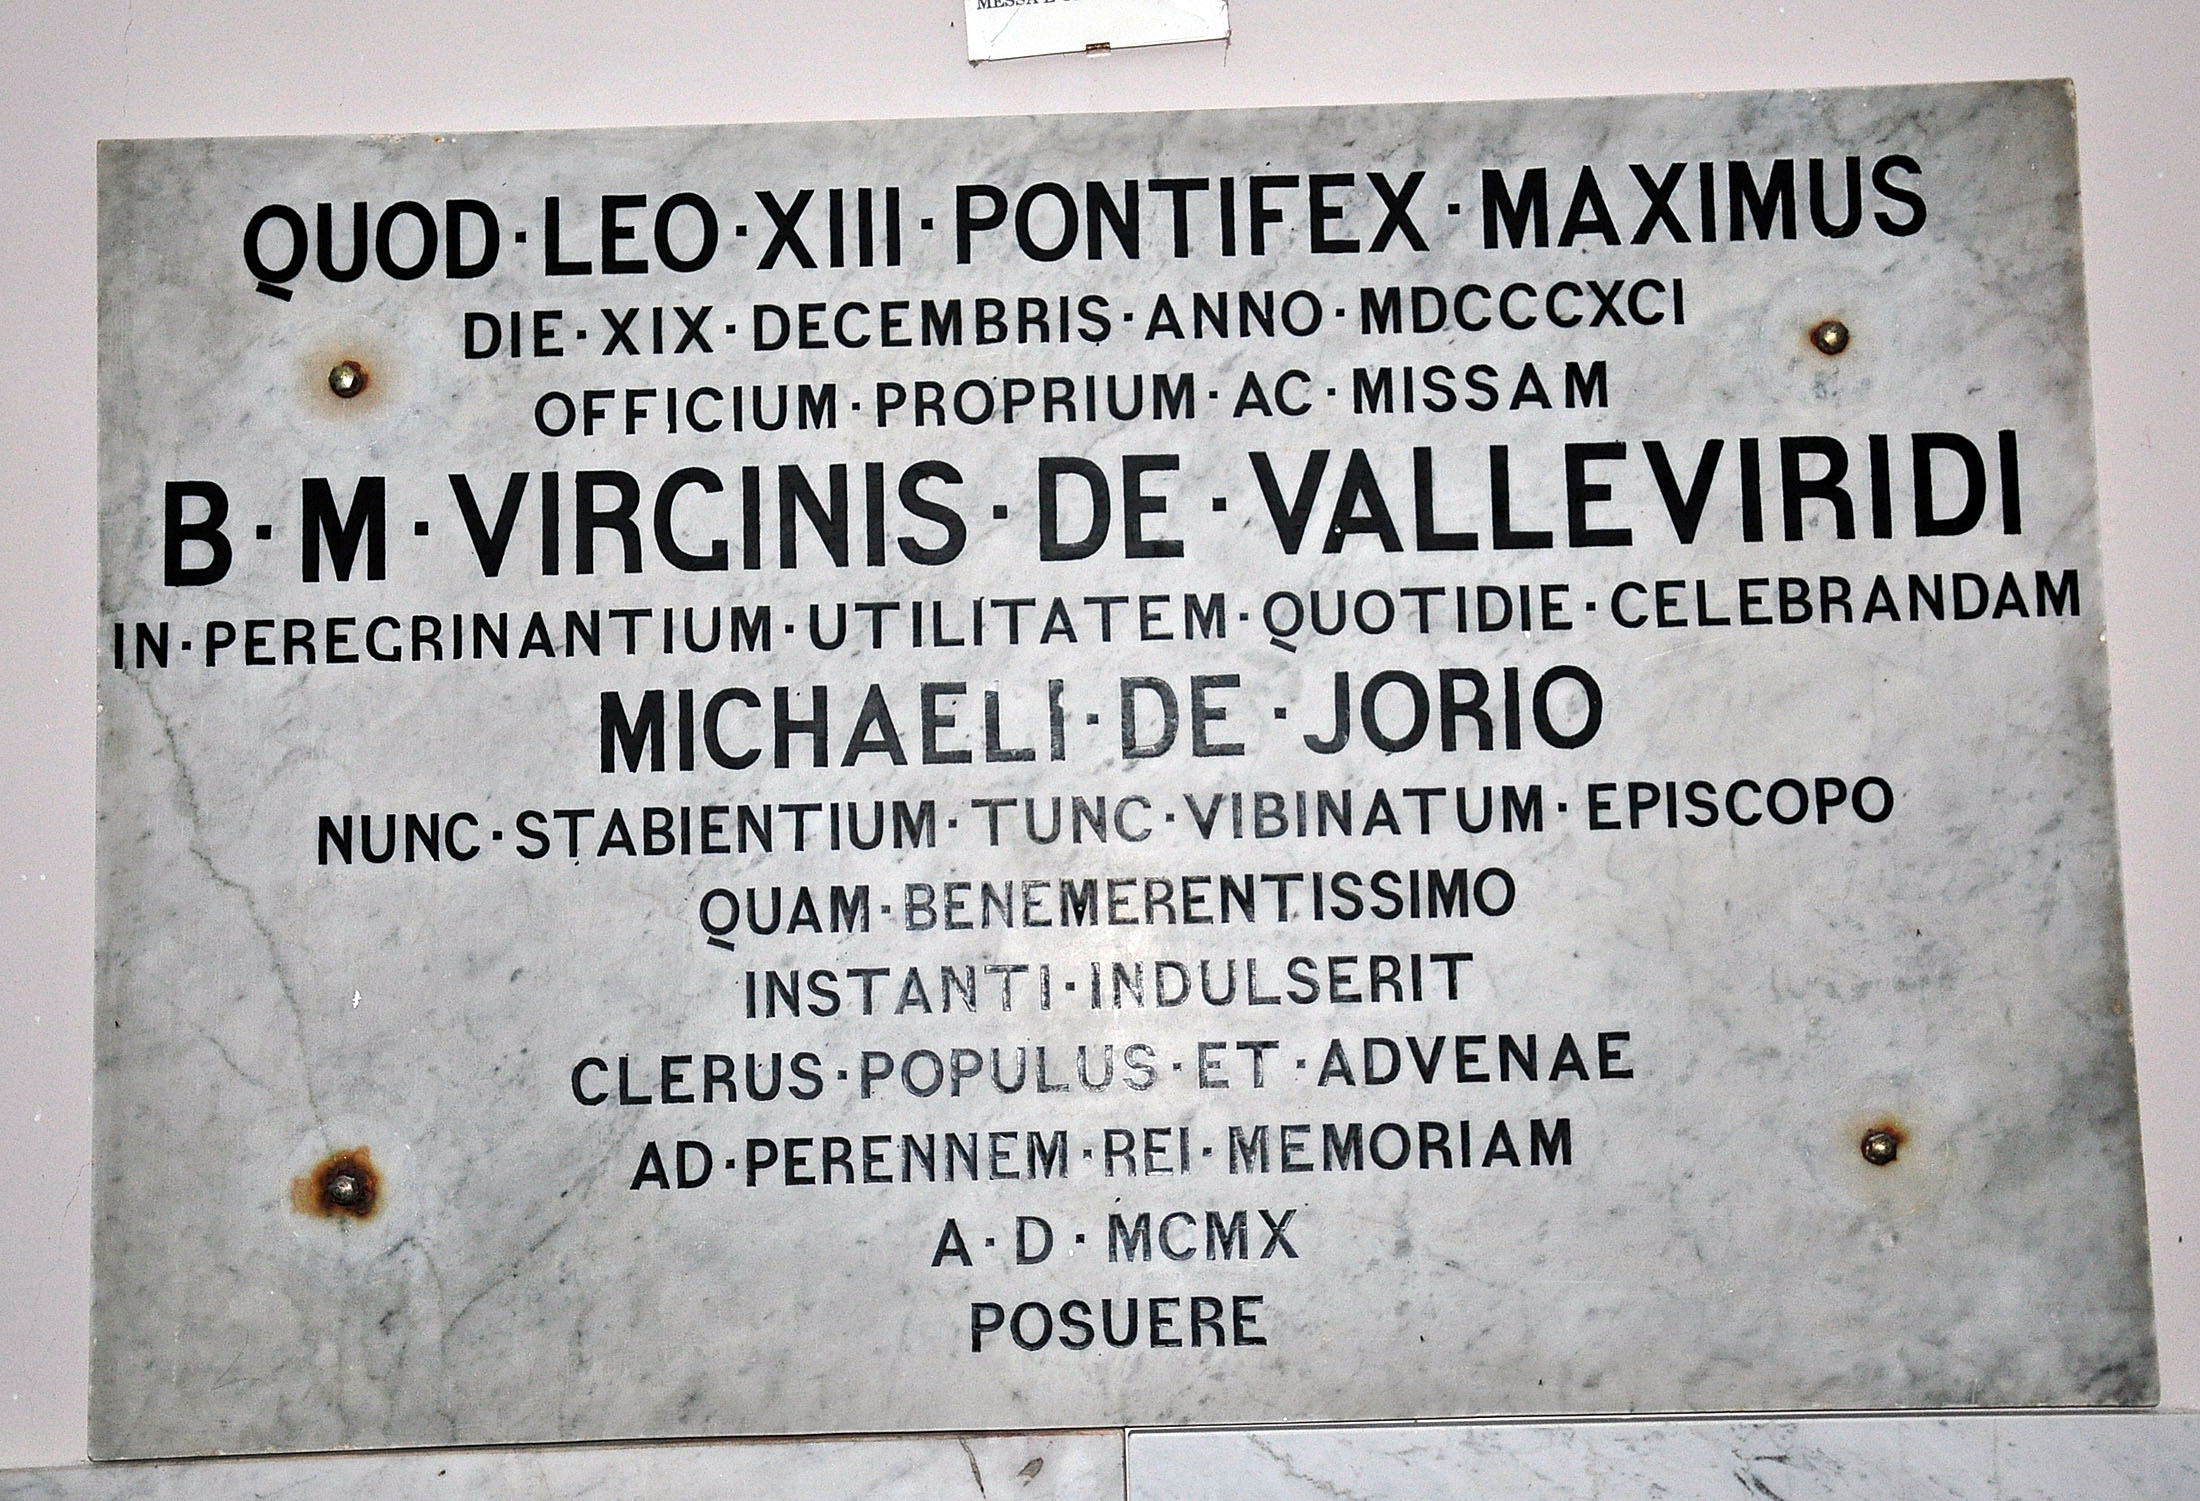 MESSA E
QUOD·LEO·XIII·PONTIFEX·MAXIMUS
DIE·XIX·DECEMBRIS·ANNO·MDCCCXCI
OFFICIUM·PROPRIUM·AC·MISSAM
B·M·VIRGINIS·DE·VALLEVIRIDI
IN·PEREGRINANTIUM·UTILITATEM·QUOTIDIE·CELEBRANDAM
MICHAELI·DE·JORIO
NUNC·STABIENTIUM·TUNC·VIBINATUM·EPISCOPO
QUAM·BENEMERENTISSIMO
INSTANTI·INDULSERIT
CLERUS·POPULUS·ET·ADVENAE
AD·PERENNEM·REI·MEMORIAM
A·D·MCMX
POSUERE